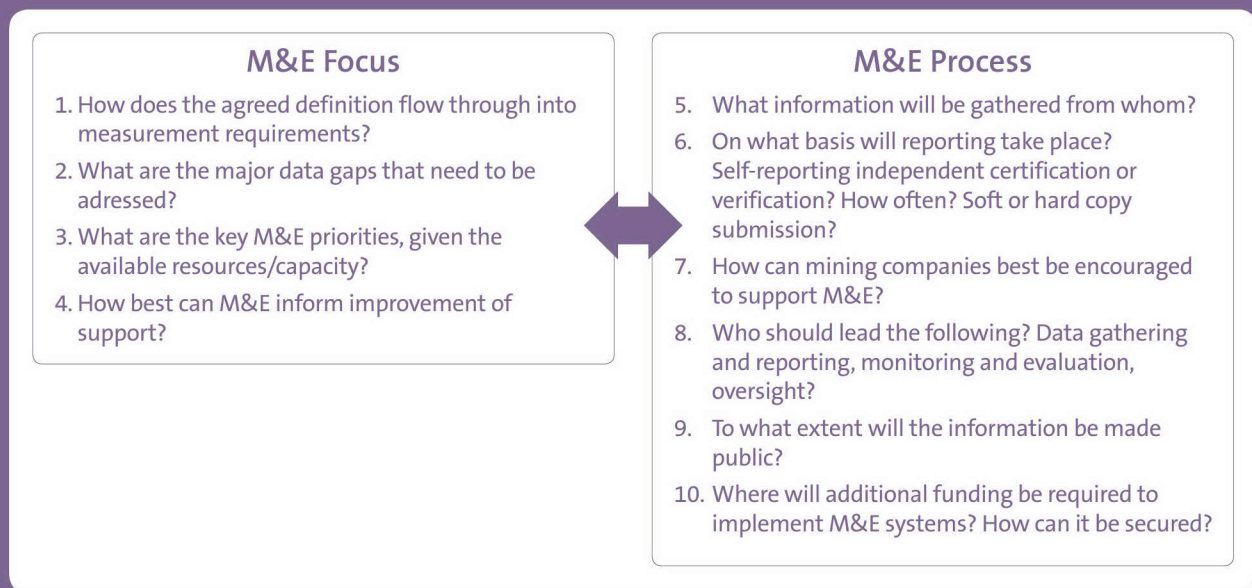 M&E Focus
1. How does the agreed definition flow through into
measurement requirements?
2. What are the major data gaps that need to be
adressed?
3. What are the key M&E priorities, given the
available resources/capacity?
4. How best can M&E inform improvement of
support?
M&E Process
5. What information will be gathered from whom?
6. On what basis will reporting take place?
Self-reporting independent certification or
verification? How often? Soft or hard copy
submission?
7. How can mining companies best be encouraged
to support M&E?
8. Who should lead the following? Data gathering
and reporting, monitoring and evaluation,
oversight?
9. To what extent will the information be made
public?
10. Where will additional funding be required to
implement M&E systems? How can it be secured?